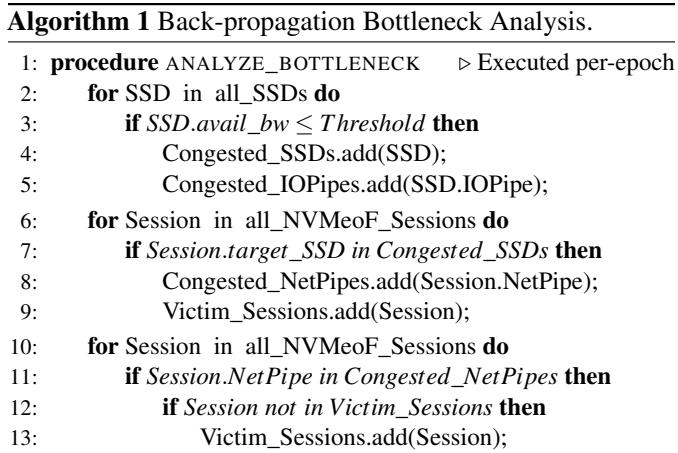 Algorithm 1 Back-propagation Bottleneck Analysis.
1: procedure ANALYZE_BOTTLENECK ▷ Executed per-epoch
2: for SSD in all_SSDs do
3: if SSD.avail_bw ≤ Threshold then
4: Congested_SSDs.add(SSD);
5: Congested_IOPipes.add(SSD.IOPipe);
6: for Session in all_NVMeoF_Sessions do
7: if Session.target_SSD in Congested_SSDs then
8: Congested_NetPipes.add(Session.NetPipe);
9: Victim_Sessions.add(Session);
10: for Session in all_NVMeoF_Sessions do
11: if Session.NetPipe in Congested_NetPipes then
12: if Session not in Victim_Sessions then
13: Victim_Sessions.add(Session);